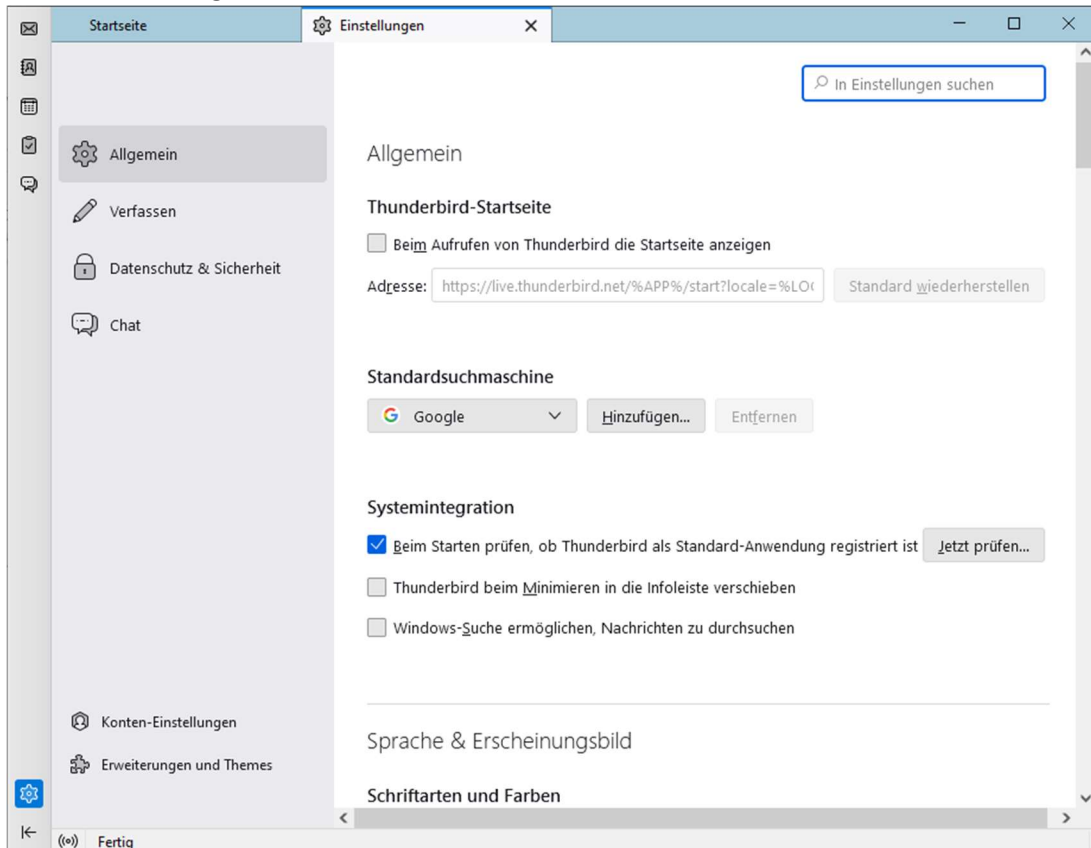 Startseite
Einstellungen
In Einstellungen suchen
Allgemein
Verfassen
Datenschutz & Sicherheit
Chat
Konten-Einstellungen
Erweiterungen und Themes
Allgemein
Thunderbird-Startseite
Beim Aufrufen von Thunderbird die Startseite anzeigen
Adresse: https://live.thunderbird.net/%APP%/start?locale=%LOC Standard wiederherstellen
Standardsuchmaschine
Google Hinzufügen... Entfernen
Systemintegration
Beim Starten prüfen, ob Thunderbird als Standard-Anwendung registriert ist Jetzt prüfen...
Thunderbird beim Minimieren in die Infoleiste verschieben
Windows-Suche ermöglichen, Nachrichten zu durchsuchen
Sprache & Erscheinungsbild
Schriftarten und Farben
Fertig